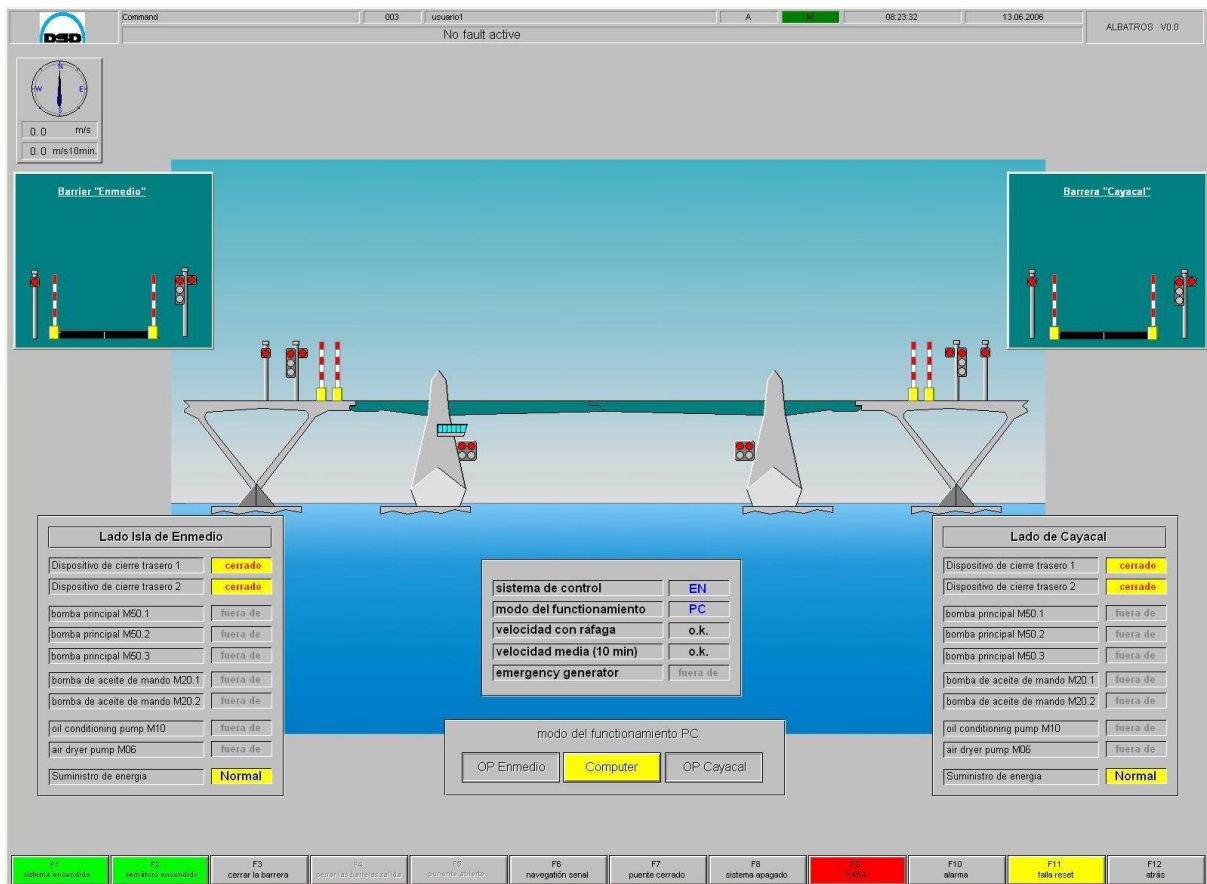 Command 003 usuario1 A M 08:23:32 13.06.2006
DSD
No fault active
ALBATROS V0.0
N
W E
S
0.0 m/s
0.0 m/s10min.
Barrier "Enmedio"
Barrera "Cayacal"
Lado Isla de Enmedio
Dispositivo de cierre trasero 1 cerrado
Dispositivo de cierre trasero 2 cerrado
bomba principal M50.1 fuera de
bomba principal M50.2 fuera de
bomba principal M50.3 fuera de
bomba de aceite de mando M20.1 fuera de
bomba de aceite de mando M20.2 fuera de
oil conditioning pump M10 fuera de
air dryer pump M06 fuera de
Suministro de energia Normal
sistema de control EN
modo del functionamiento PC
velocidad con ráfaga o.k.
velocidad media (10 min) o.k.
emergency generator fuera de
modo del functionamiento PC
OP Enmedio Computer OP Cayacal
Lado de Cayacal
Dispositivo de cierre trasero 1 cerrado
Dispositivo de cierre trasero 2 cerrado
bomba principal M50.1 fuera de
bomba principal M50.2 fuera de
bomba principal M50.3 fuera de
bomba de aceite de mando M20.1 fuera de
bomba de aceite de mando M20.2 fuera de
oil conditioning pump M10 fuera de
air dryer pump M06 fuera de
Suministro de energia Normal
F1 F2 F3 F4 F5 F6 F7 F8 F9 F10 F11 F12
sistema encendido semáforo encendido cerrar la barrera cerrar las barreras salida punente abierto navegatión senal puente cerrado sistema apagado PARA alarma falla reset atrás